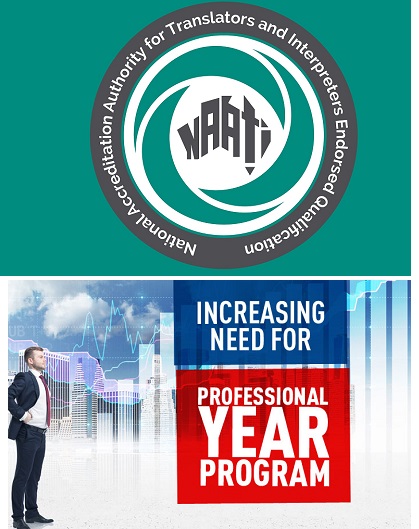 National Accreditation Authority for Translators and Interpreters Endorsed Qualification
NAATI
INCREASING
NEED FOR
PROFESSIONAL
YEAR
PROGRAM